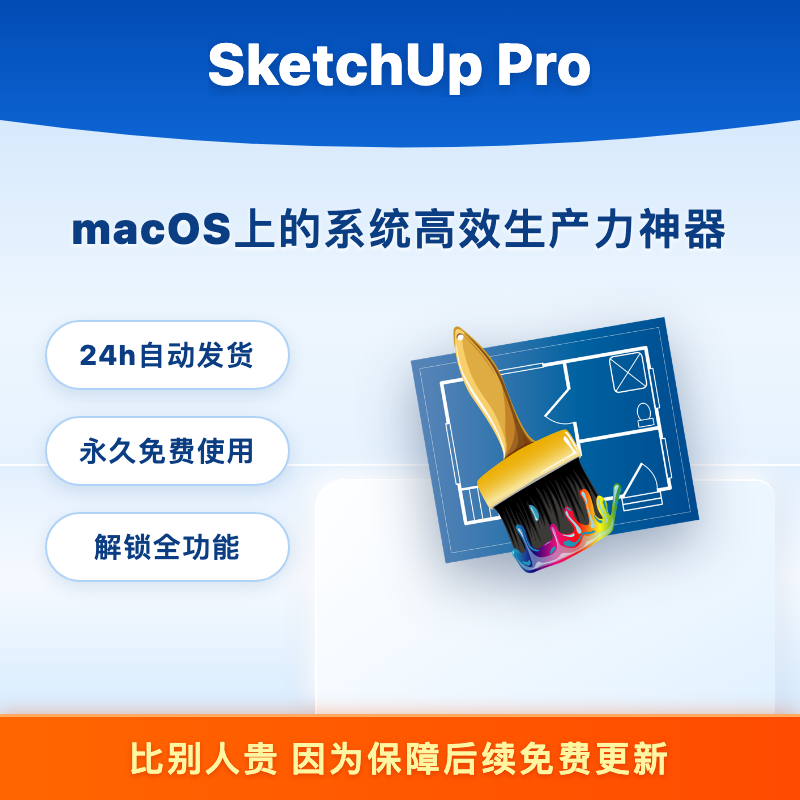 SketchUp Pro
macOS上的系统高效生产力神器
24h自动发货
永久免费使用
解锁全功能
比别人贵 因为保障后续免费更新